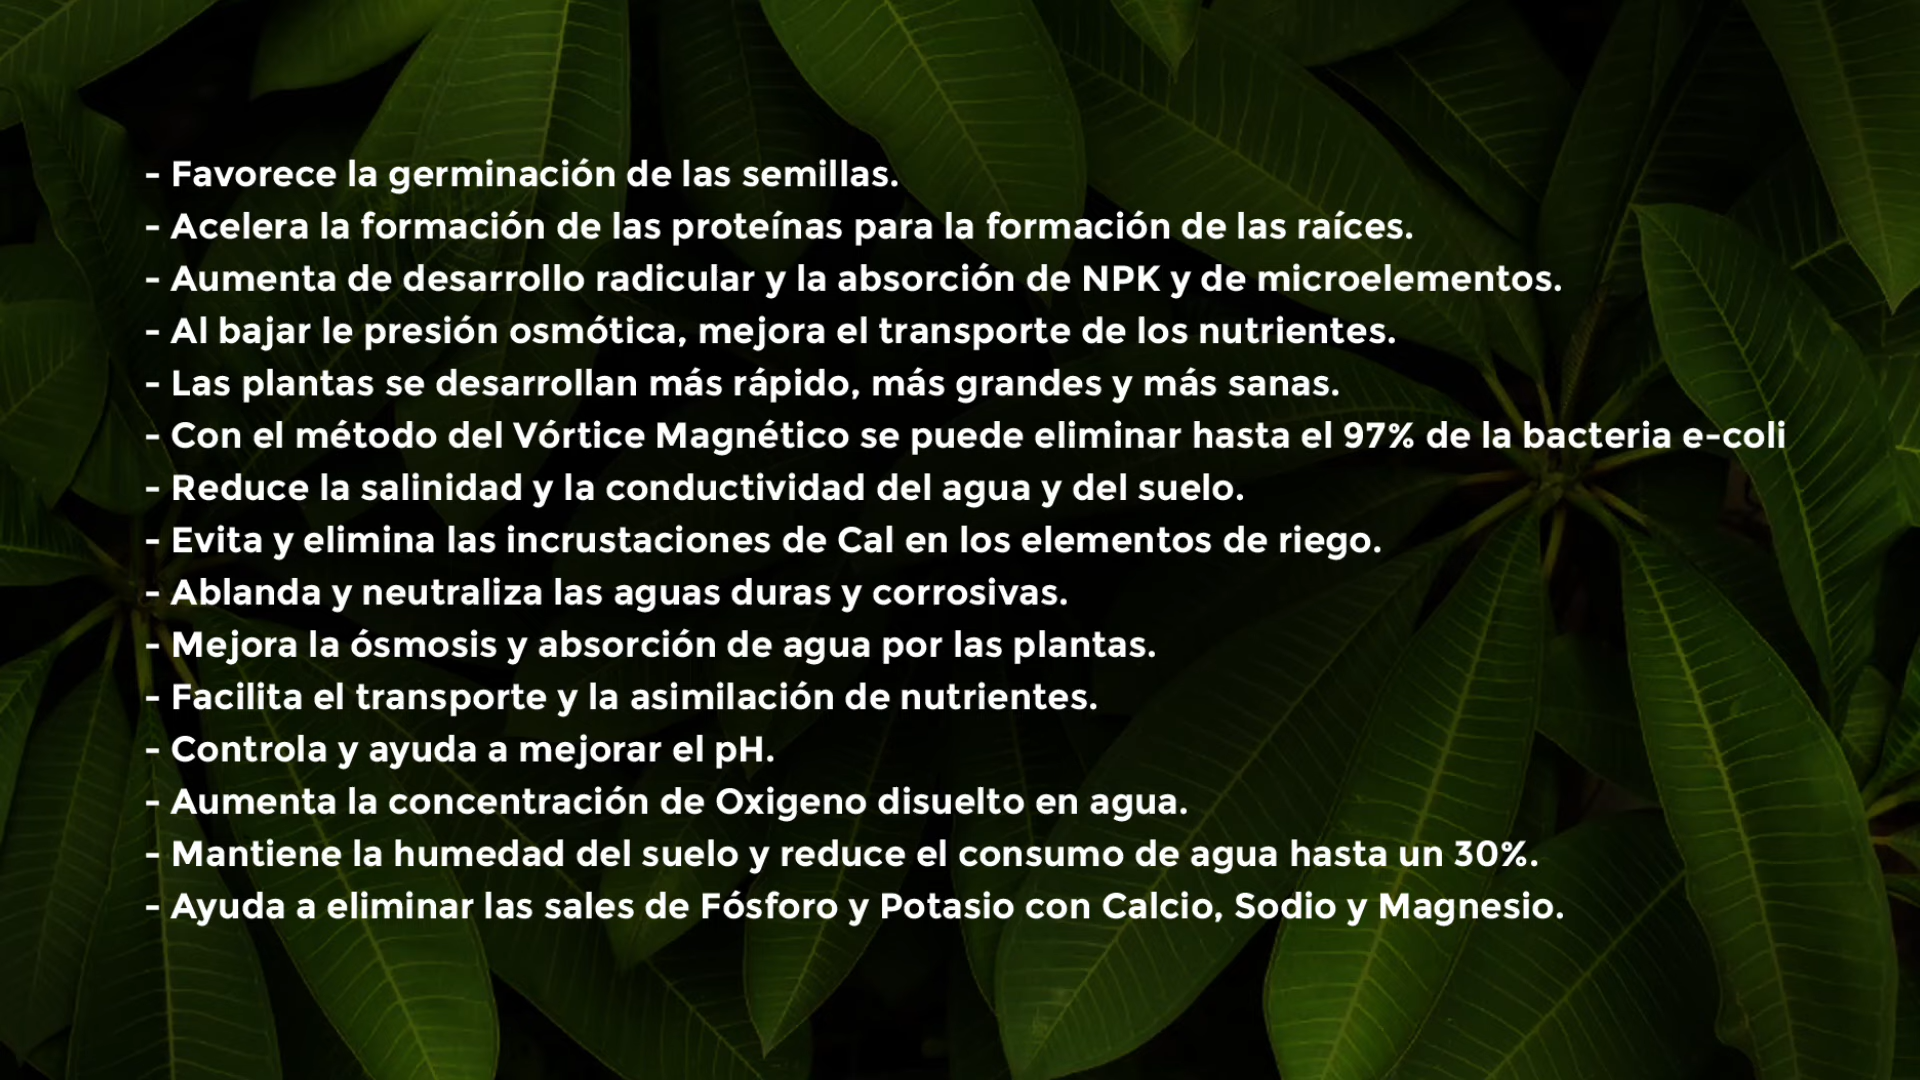 - Favorece la germinación de las semillas.
- Acelera la formación de las proteínas para la formación de las raíces.
- Aumenta de desarrollo radicular y la absorción de NPK y de microelementos.
- Al bajar le presión osmótica, mejora el transporte de los nutrientes.
- Las plantas se desarrollan más rápido, más grandes y más sanas.
- Con el método del Vórtice Magnético se puede eliminar hasta el 97% de la bacteria e-coli
- Reduce la salinidad y la conductividad del agua y del suelo.
- Evita y elimina las incrustaciones de Cal en los elementos de riego.
- Ablanda y neutraliza las aguas duras y corrosivas.
- Mejora la ósmosis y absorción de agua por las plantas.
- Facilita el transporte y la asimilación de nutrientes.
- Controla y ayuda a mejorar el pH.
- Aumenta la concentración de Oxigeno disuelto en agua.
- Mantiene la humedad del suelo y reduce el consumo de agua hasta un 30%.
- Ayuda a eliminar las sales de Fósforo y Potasio con Calcio, Sodio y Magnesio.